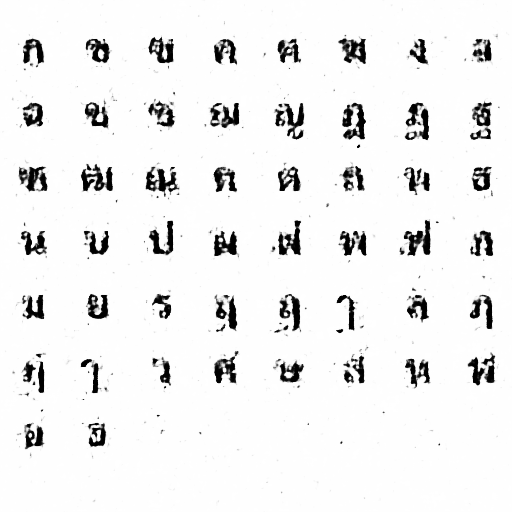 ก ข ฃ ค ฅ ฆ ง จ
ฉ ช ซ ฌ ญ ฎ ฏ ฐ
ฑ ฒ ณ ด ต ถ ท ธ
น บ ป ผ ฝ พ ฟ ภ
ม ย ร ฤ ฤ ๅ ล ฦ
ฦ ๅ ว ศ ษ ส ห ฬ
อ ฮ